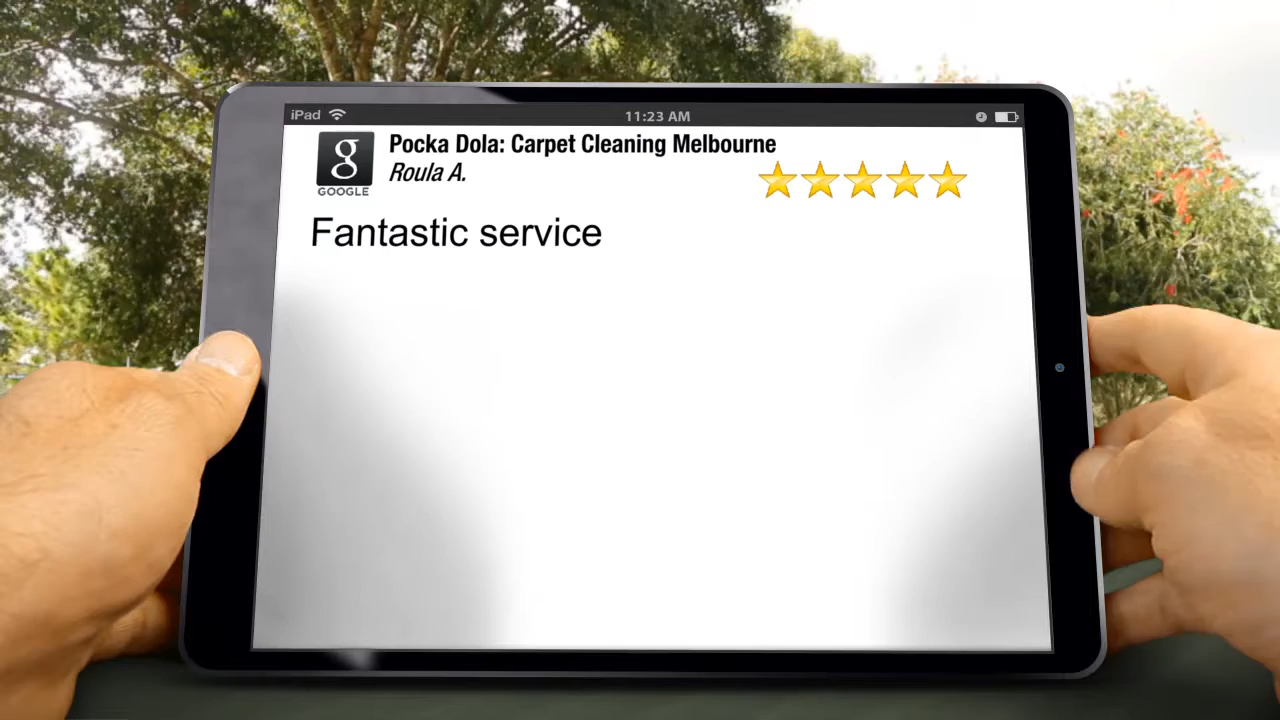 iPad 11:23 AM
g
GOOGLE
Pocka Dola: Carpet Cleaning Melbourne
Roula A.
Fantastic service